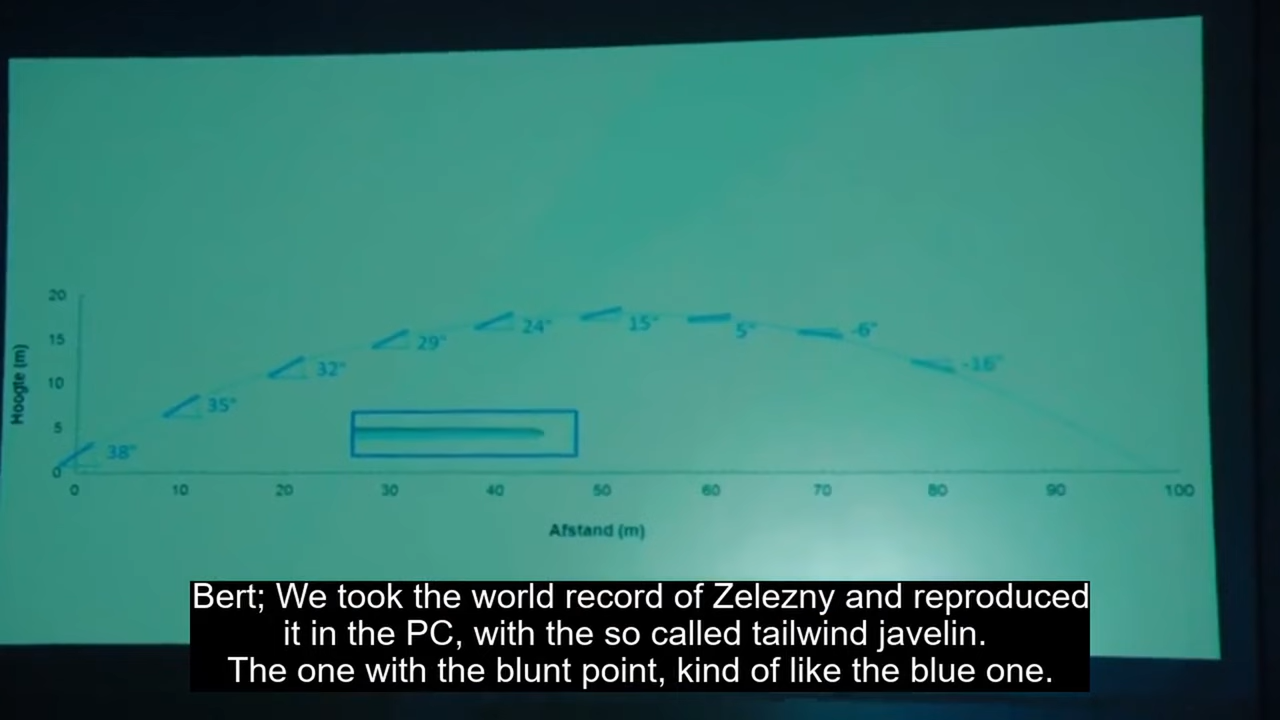 20
15
10
5
0
Hoogte (m)
38°
35°
32°
29°
24°
15°
5°
-6°
-16°
0 10 20 30 40 50 60 70 80 90 100
Afstand (m)
Bert; We took the world record of Zelezny and reproduced
it in the PC, with the so called tailwind javelin.
The one with the blunt point, kind of like the blue one.